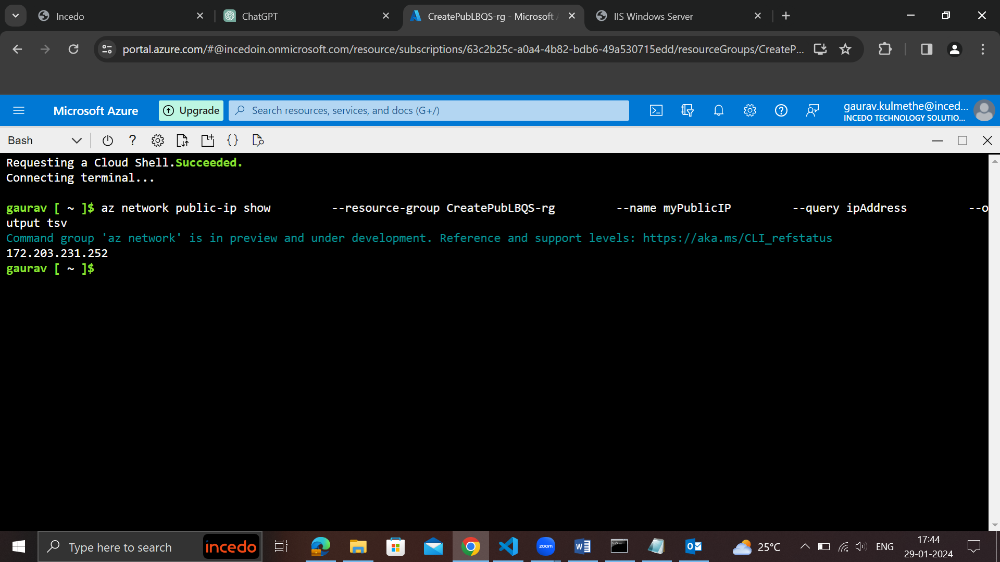 Incedo
ChatGPT
CreatePubLBQS-rg - Microsoft A
IIS Windows Server
portal.azure.com/#@incedoin.onmicrosoft.com/resource/subscriptions/63c2b25c-a0a4-4b82-bdb6-49a530715edd/resourceGroups/CreateP...
Microsoft Azure
Upgrade
Search resources, services, and docs (G+/)
gaurav.kulmethe@inced...
INCEDO TECHNOLOGY SOLUTIO...
Bash
Requesting a Cloud Shell.Succeeded.
Connecting terminal...
gaurav [ ~ ]$ az network public-ip show --resource-group CreatePubLBQS-rg --name myPublicIP --query ipAddress --o
utput tsv
Command group 'az network' is in preview and under development. Reference and support levels: https://aka.ms/CLI_refstatus
172.203.231.252
gaurav [ ~ ]$
Type here to search
incedo
zoom
25°C
ENG
17:44
29-01-2024